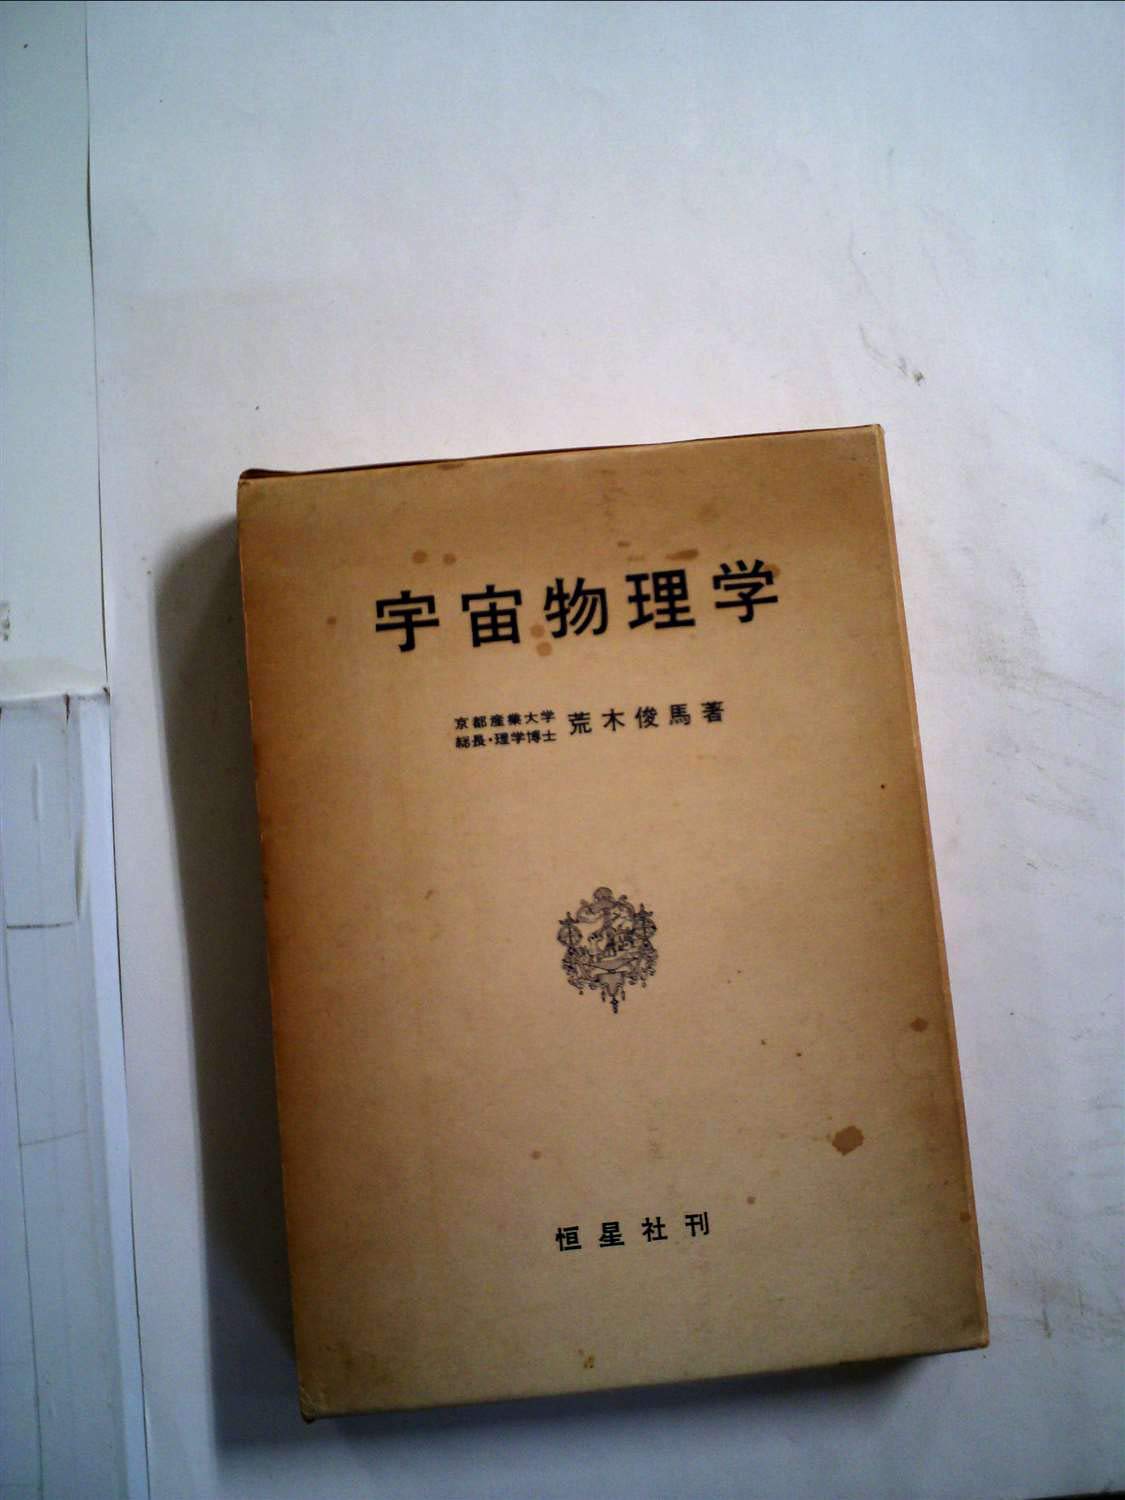 宇宙物理学
京都産業大学
総長・理学博士 荒木俊馬著
恒星社刊